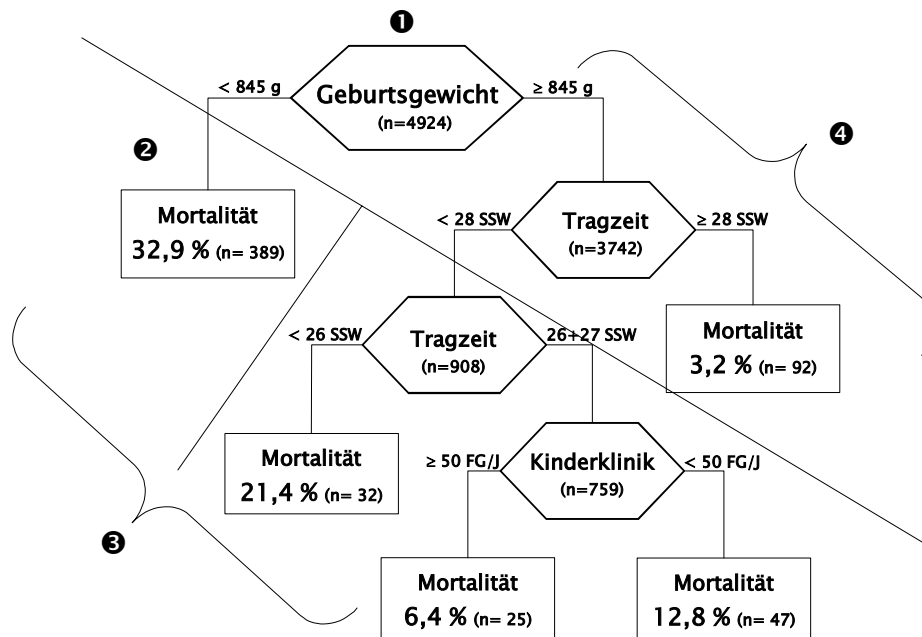 ❶
< 845 g
Geburtsgewicht
(n=4924)
≥ 845 g
❹
❷
Mortalität
32,9 % (n= 389)
< 28 SSW
Tragzeit
(n=3742)
≥ 28 SSW
< 26 SSW
Tragzeit
(n=908)
26+27 SSW
Mortalität
3,2 % (n= 92)
Mortalität
21,4 % (n= 32)
≥ 50 FG/J
Kinderklinik
(n=759)
< 50 FG/J
❸
Mortalität
6,4 % (n= 25)
Mortalität
12,8 % (n= 47)